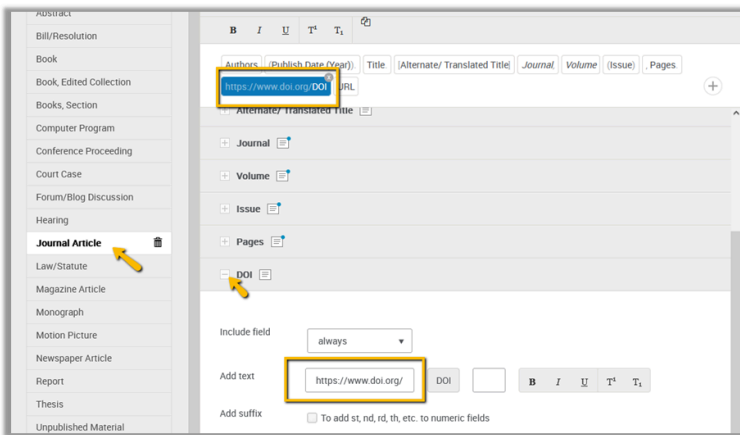 Abstract
Bill/Resolution
Book
Book, Edited Collection
Books, Section
Computer Program
Conference Proceeding
Court Case
Forum/Blog Discussion
Hearing
Journal Article
Law/Statute
Magazine Article
Monograph
Motion Picture
Newspaper Article
Report
Thesis
Unpublished Material
B I U T¹ T₁
Authors. (Publish Date (Year)). Title. [Alternate/ Translated Title] Journal, Volume (Issue) , Pages.
https://www.doi.org/DOI URL
Alternate/ Translated Title
Journal
Volume
Issue
Pages
DOI
Include field always
Add text https://www.doi.org/ DOI B I U T¹ T₁
Add suffix To add st, nd, rd, th, etc. to numeric fields